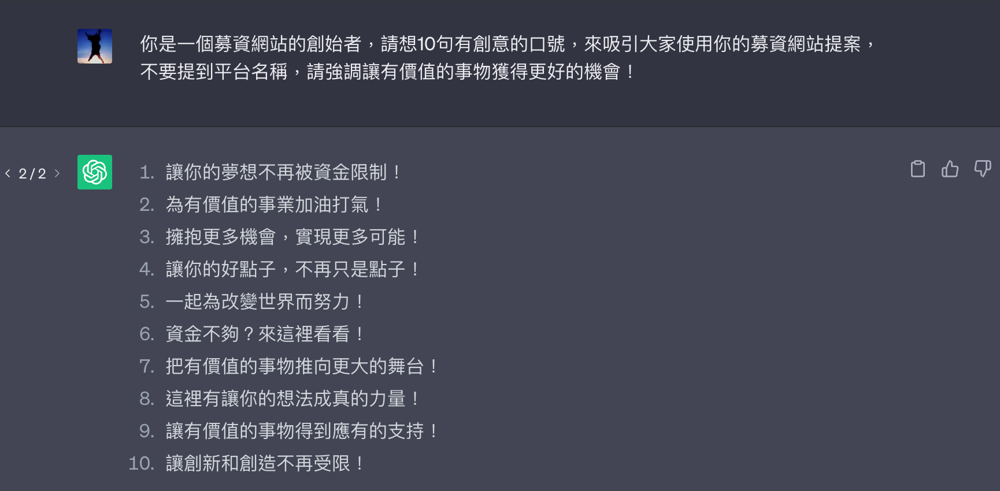 你是一個募資網站的創始者，請想10句有創意的口號，來吸引大家使用你的募資網站提案，
不要提到平台名稱，請強調讓有價值的事物獲得更好的機會！
< 2 / 2 >
1. 讓你的夢想不再被資金限制！
2. 為有價值的事業加油打氣！
3. 擁抱更多機會，實現更多可能！
4. 讓你的好點子，不再只是點子！
5. 一起為改變世界而努力！
6. 資金不夠？來這裡看看！
7. 把有價值的事物推向更大的舞台！
8. 這裡有讓你的想法成真的力量！
9. 讓有價值的事物得到應有的支持！
10. 讓創新和創造不再受限！